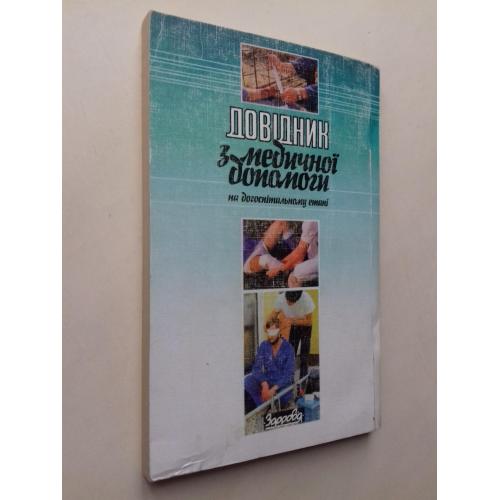 ДОВІДНИК
з медичної
допомоги
на догоспітальному етапі
Здоров'я